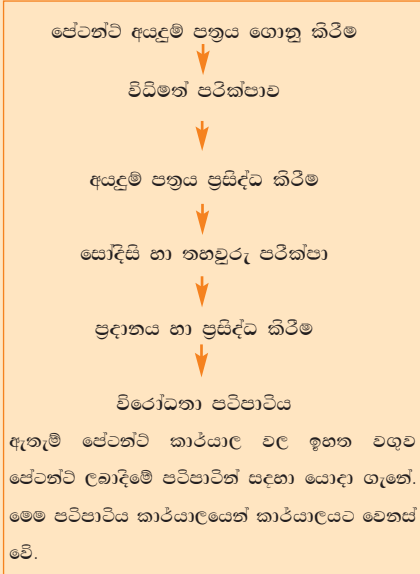 පේටන්ට් අයදුම් පත්‍රය ගොනු කිරීම
විධිමත් පරික්ෂාව
අයදුම් පත්‍රය ප්‍රසිද්ධ කිරීම
සෝදිසි හා තහවුරු පරීක්ෂා
ප්‍රදානය හා ප්‍රසිද්ධ කිරීම
විරෝධතා පටිපාටිය
ඇතැම් පේටන්ට් කාර්යාල වල ඉහත වගුව
පේටන්ට් ලබාදීමේ පටිපාටින් සදහා යොදා ගැනේ.
මෙම පටිපාටිය කාර්යාලයෙන් කාර්යාලයට වෙනස්
වේ.